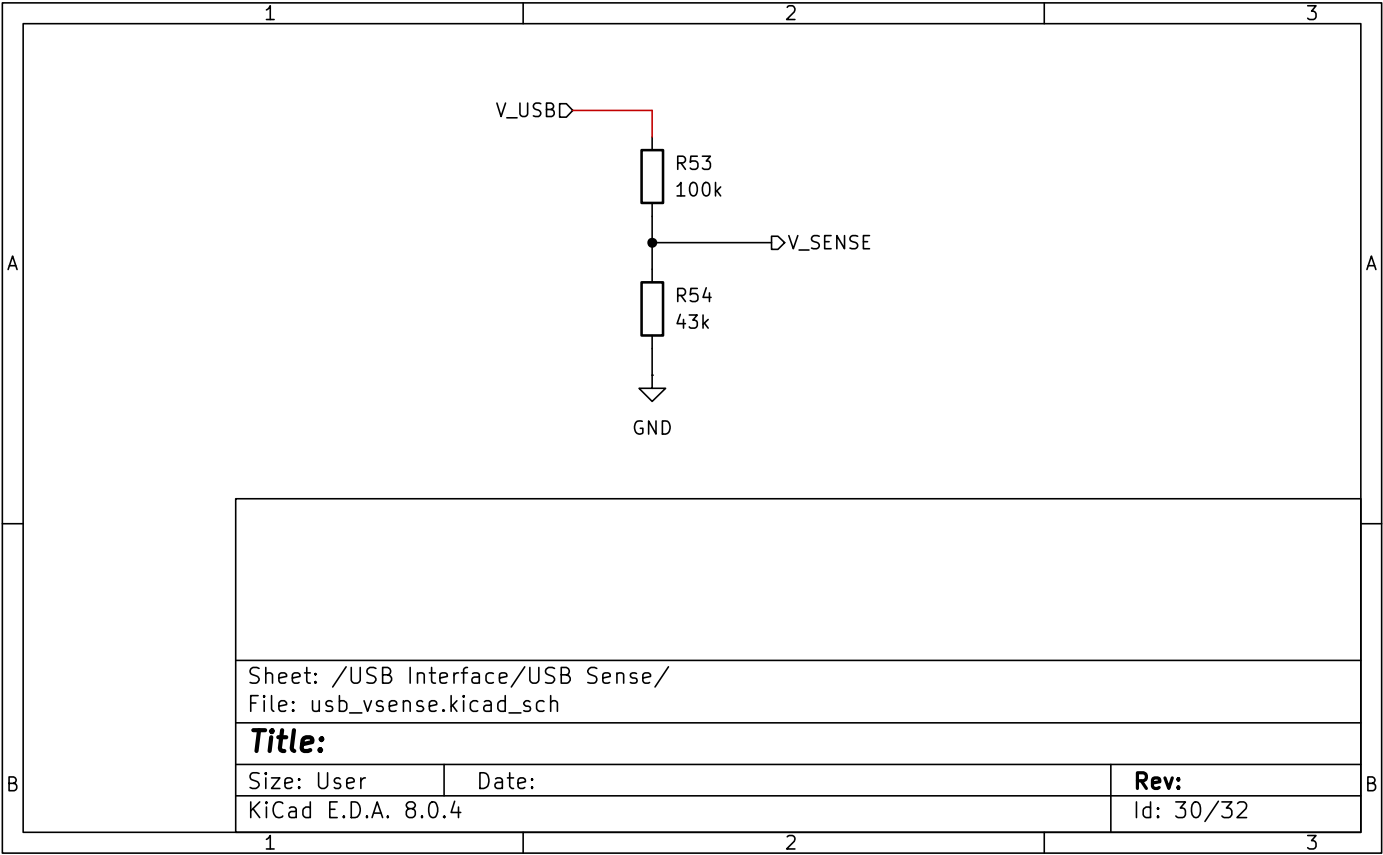 1 2 3
V_USB
R53
100k
V_SENSE
A A
R54
43k
GND
Sheet: /USB Interface/USB Sense/
File: usb_vsense.kicad_sch
Title:
Size: User Date: Rev:
B B
KiCad E.D.A. 8.0.4 Id: 30/32
1 2 3